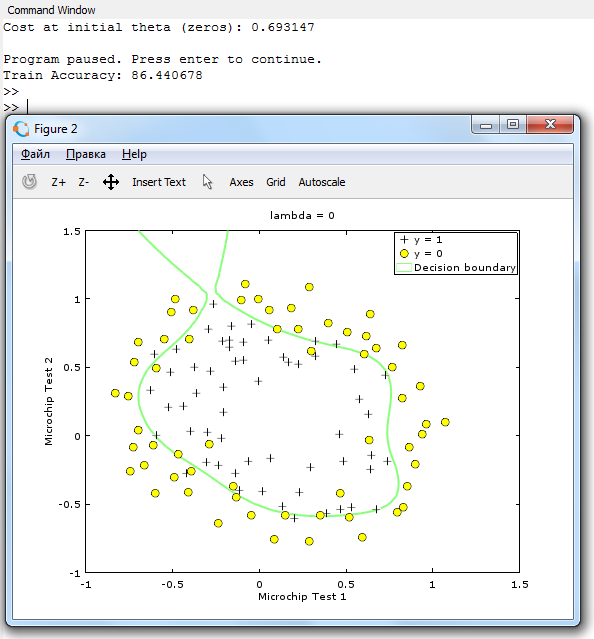 Command Window
Cost at initial theta (zeros): 0.693147
Program paused. Press enter to continue.
Train Accuracy: 86.440678
>>
>>
Figure 2
Файл Правка Help
Z+ Z- Insert Text Axes Grid Autoscale
lambda = 0
1.5
y = 1
y = 0
Decision boundary
1
0.5
Microchip Test 2
0
-0.5
-1
-1 -0.5 0 0.5 1 1.5
Microchip Test 1